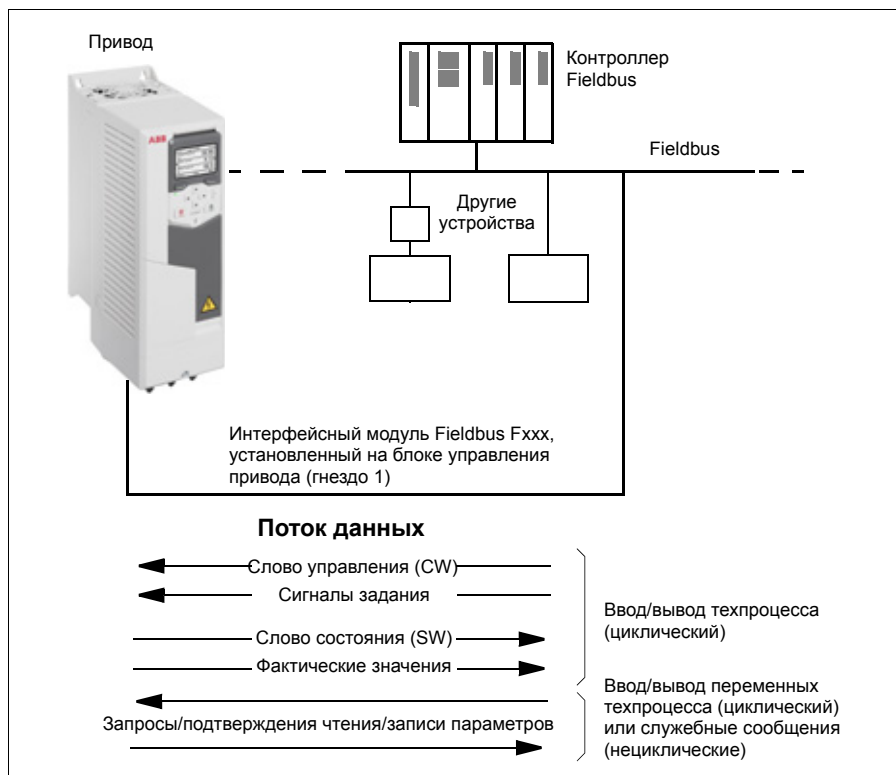 Привод
Контроллер
Fieldbus
ABB
Fieldbus
Другие
устройства
Интерфейсный модуль Fieldbus Fxxx,
установленный на блоке управления
привода (гнездо 1)
Поток данных
Слово управления (CW)
Сигналы задания
Слово состояния (SW)
Фактические значения
Ввод/вывод техпроцесса
(циклический)
Запросы/подтверждения чтения/записи параметров
Ввод/вывод переменных
техпроцесса (циклический)
или служебные сообщения
(нециклические)